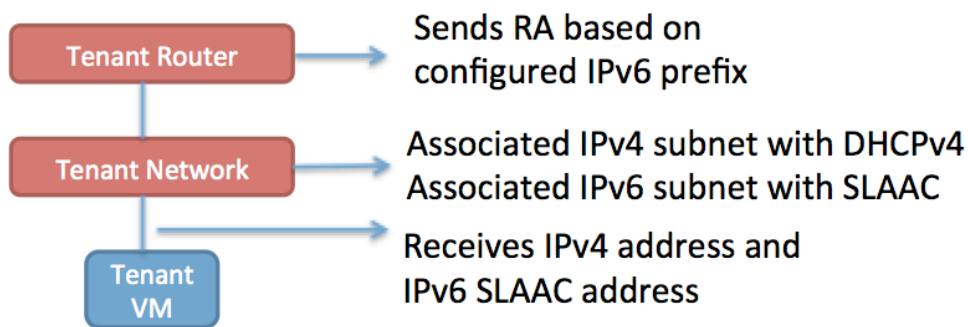 Tenant Router
Sends RA based on
configured IPv6 prefix
Tenant Network
Associated IPv4 subnet with DHCPv4
Associated IPv6 subnet with SLAAC
Receives IPv4 address and
IPv6 SLAAC address
Tenant
VM